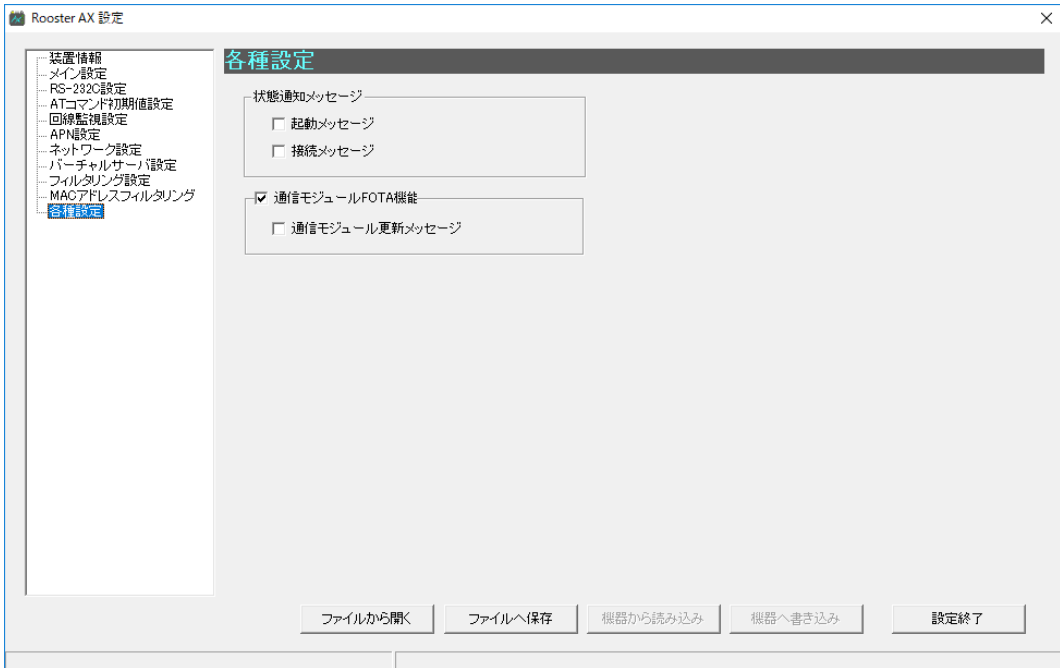 Rooster AX 設定
装置情報
メイン設定
RS-232C設定
ATコマンド初期値設定
回線監視設定
APN設定
ネットワーク設定
バーチャルサーバ設定
フィルタリング設定
MACアドレスフィルタリング
各種設定
各種設定
状態通知メッセージ
起動メッセージ
接続メッセージ
通信モジュールFOTA機能
通信モジュール更新メッセージ
ファイルから開く
ファイルへ保存
機器から読み込み
機器へ書き込み
設定終了